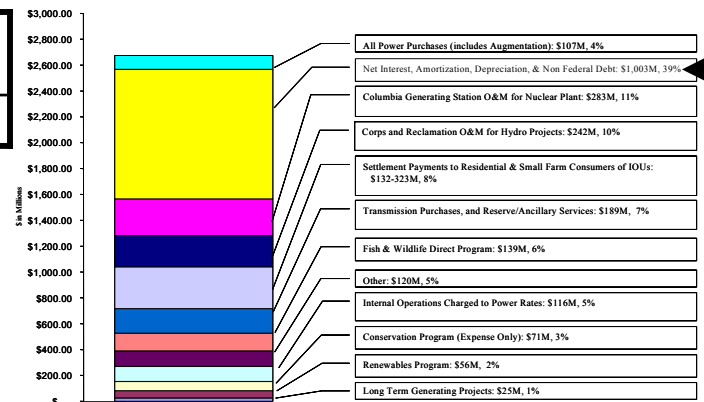 $3,000.00
$2,800.00
$2,600.00
$2,400.00
$2,200.00
$2,000.00
$1,800.00
$1,600.00
$1,400.00
$1,200.00
$1,000.00
$800.00
$600.00
$400.00
$200.00
$
$ in Millions
All Power Purchases (includes Augmentation): $107M, 4%
Net Interest, Amortization, Depreciation, & Non Federal Debt: $1,003M, 39%
Columbia Generating Station O&M for Nuclear Plant: $283M, 11%
Corps and Reclamation O&M for Hydro Projects: $242M, 10%
Settlement Payments to Residential & Small Farm Consumers of IOUs:
$132-323M, 8%
Transmission Purchases, and Reserve/Ancillary Services: $189M, 7%
Fish & Wildlife Direct Program: $139M, 6%
Other: $120M, 5%
Internal Operations Charged to Power Rates: $116M, 5%
Conservation Program (Expense Only): $71M, 3%
Renewables Program: $56M, 2%
Long Term Generating Projects: $25M, 1%